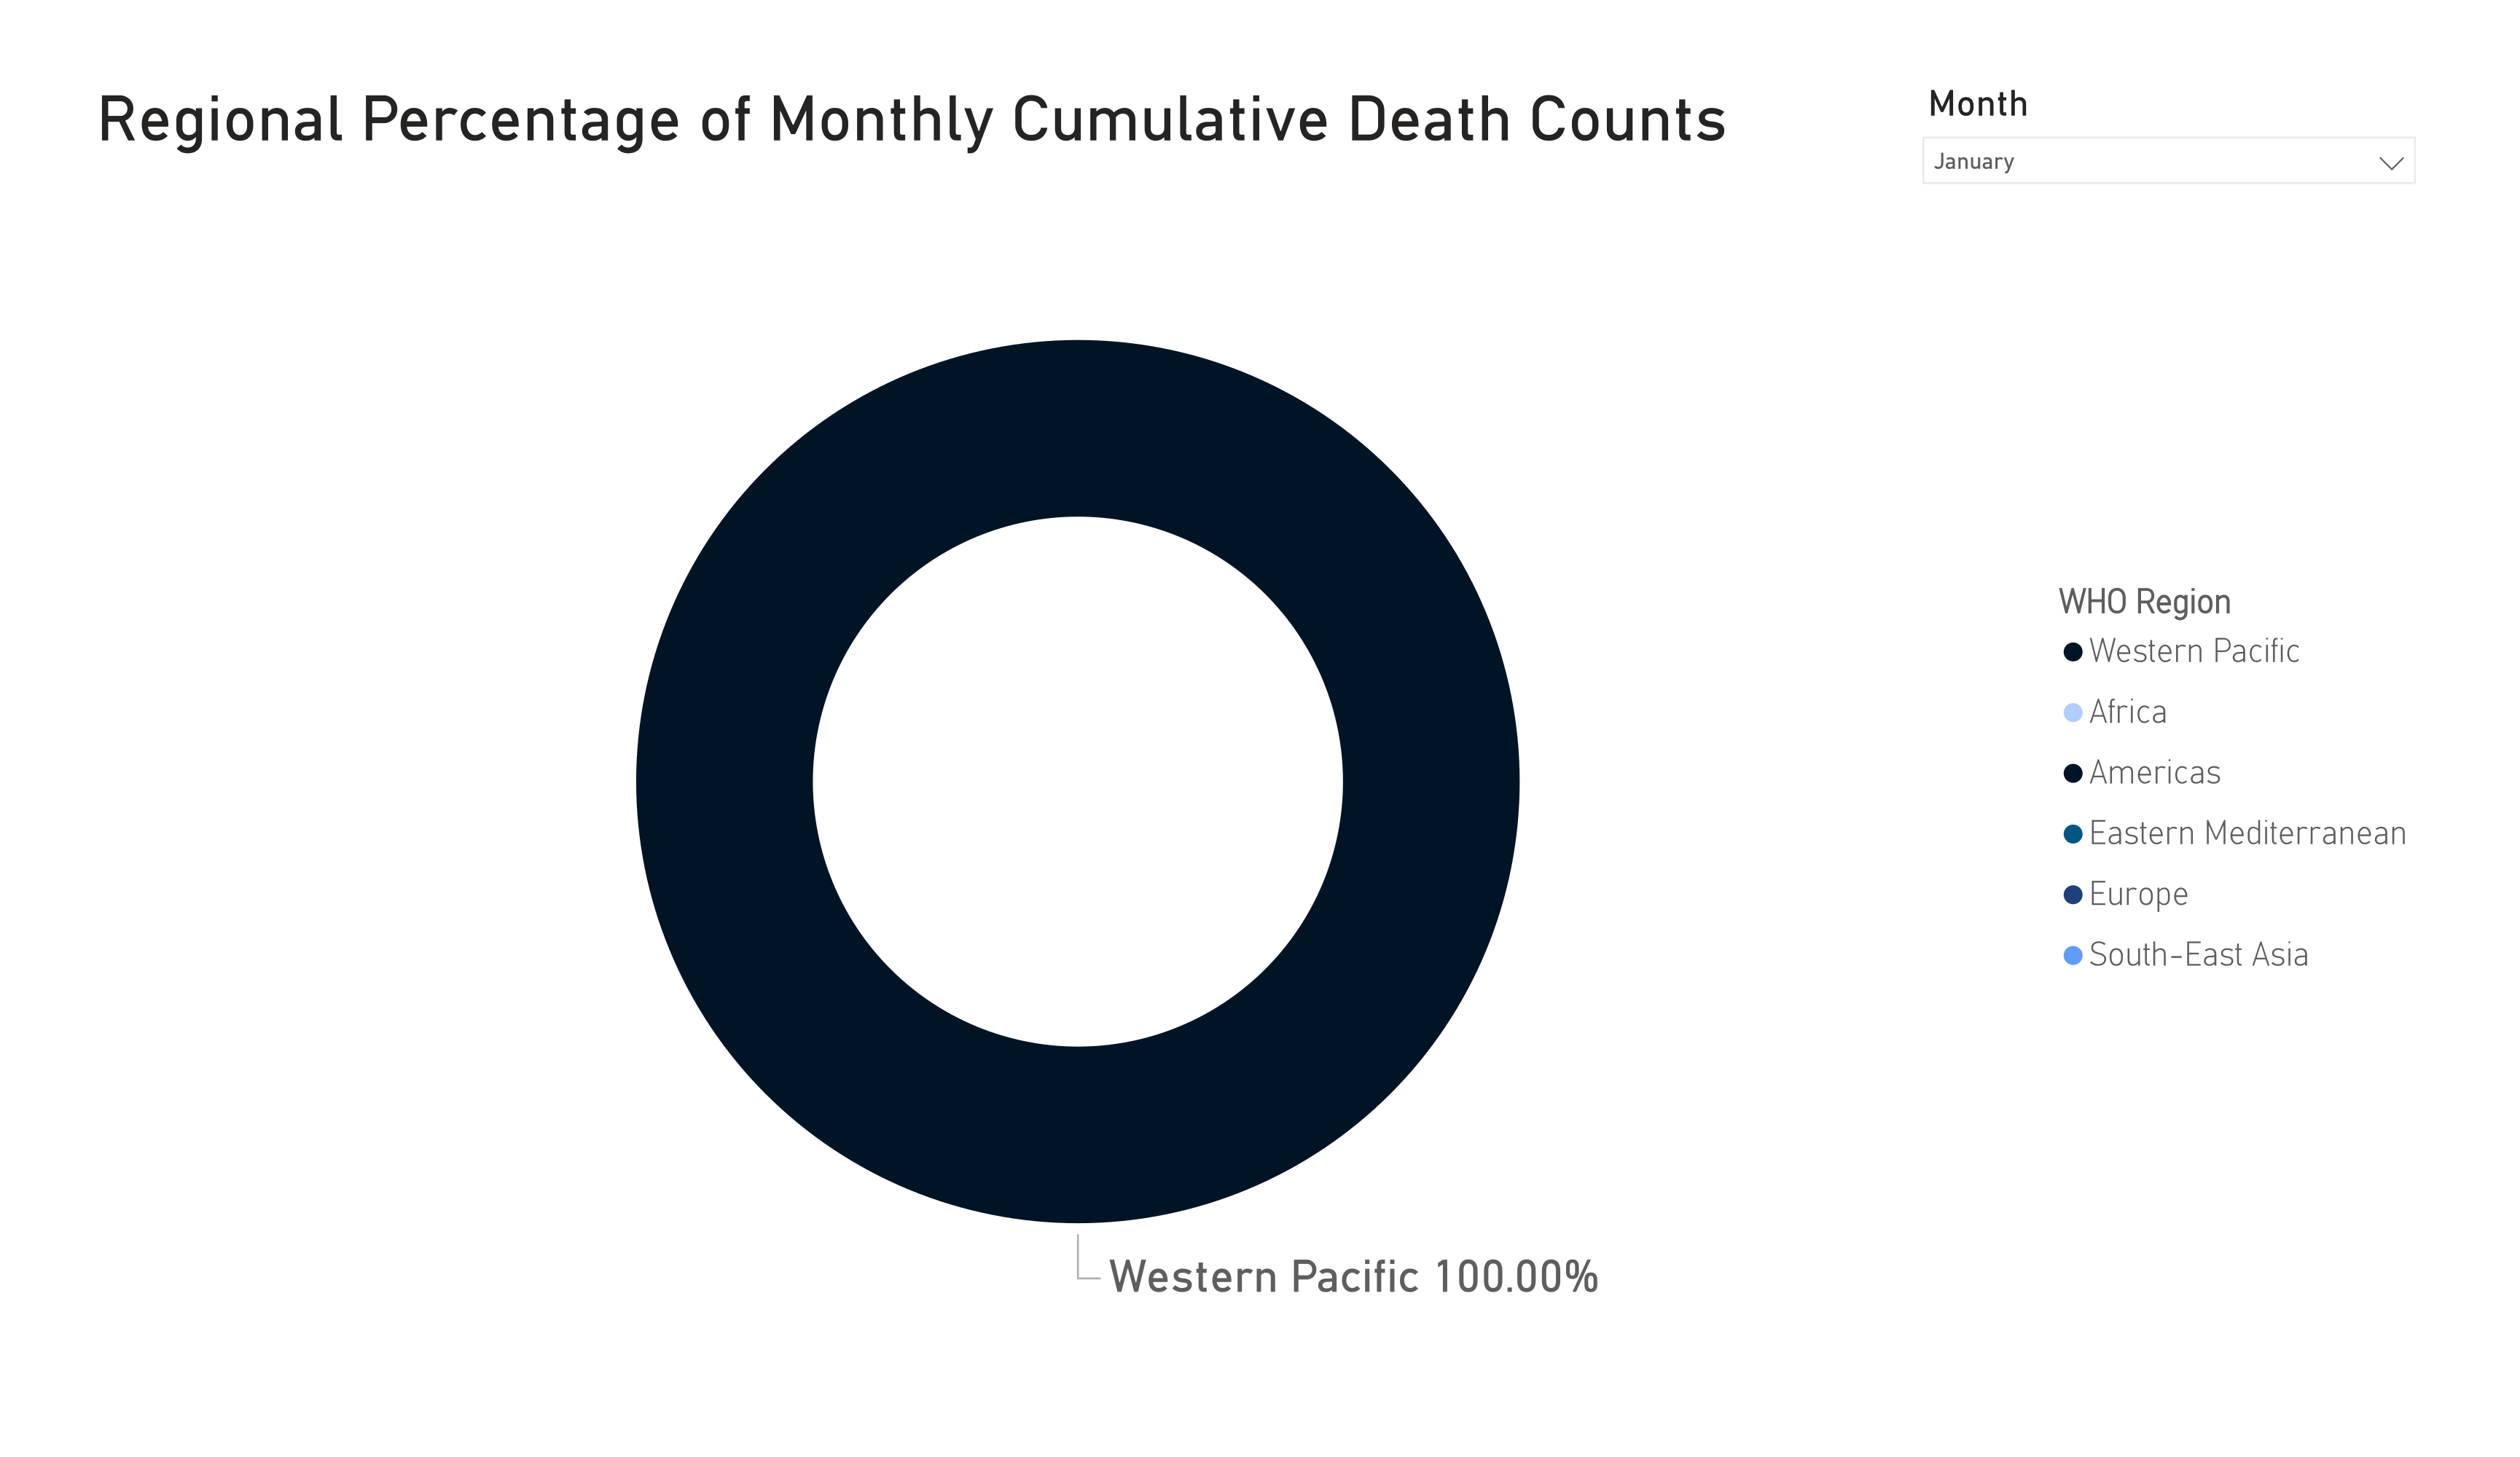 Regional Percentage of Monthly Cumulative Death Counts
Month
January
WHO Region
Western Pacific
Africa
Americas
Eastern Mediterranean
Europe
South-East Asia
Western Pacific 100.00%